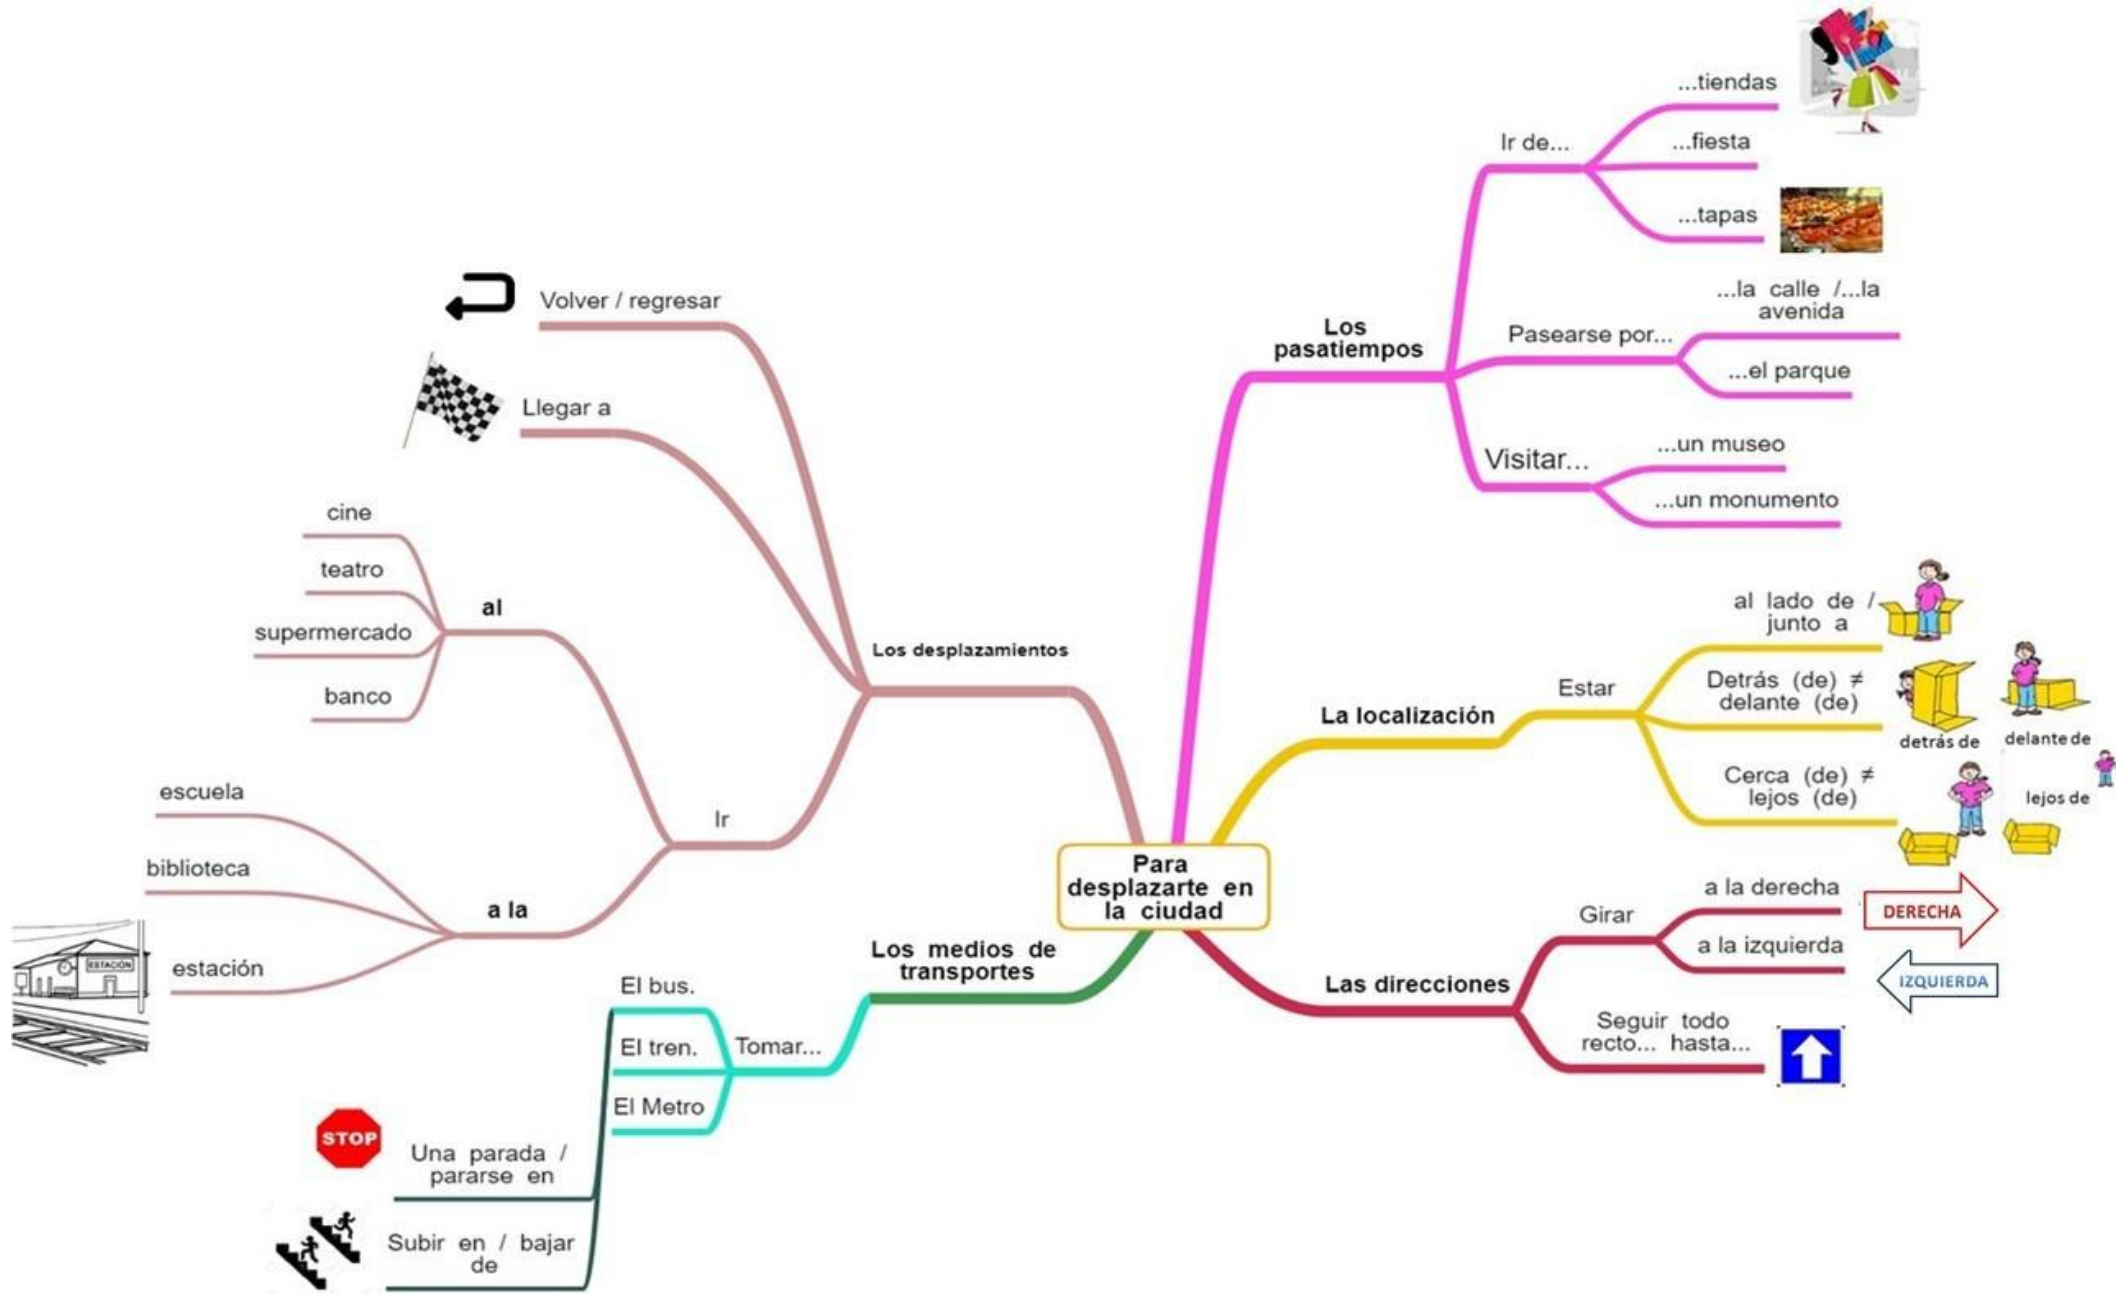 ...tiendas
Ir de...
...fiesta
...tapas
...la calle /...la
avenida
Los
pasatiempos
Pasearse por...
...el parque
Visitar...
...un museo
...un monumento
Volver / regresar
Llegar a
cine
teatro
al
supermercado
banco
Los desplazamientos
escuela
Ir
biblioteca
a la
estación
ESTACIÓN
al lado de /
junto a
Estar
La localización
Detrás (de) ≠
delante (de)
detrás de
delante de
Cerca (de) ≠
lejos (de)
lejos de
Para
desplazarte en
la ciudad
a la derecha
DERECHA
Girar
a la izquierda
IZQUIERDA
Las direcciones
Seguir todo
recto... hasta...
Los medios de
transportes
El bus.
El tren.
Tomar...
El Metro
STOP
Una parada /
pararse en
Subir en / bajar
de